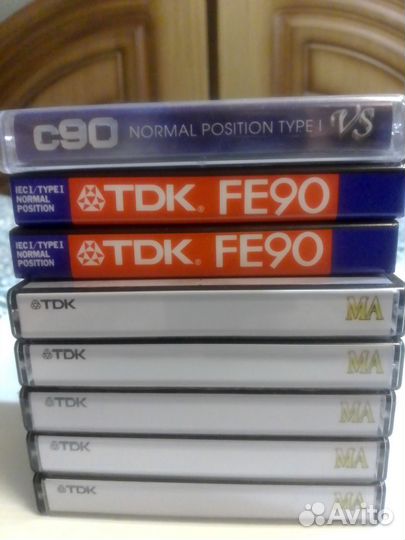 C90 NORMAL POSITION TYPE I VS
IEC I / TYPE I
NORMAL
POSITION
TDK® FE90
IEC I / TYPE I
NORMAL
POSITION
TDK® FE90
TDK MA
TDK MA
TDK MA
TDK MA
TDK MA
Avito